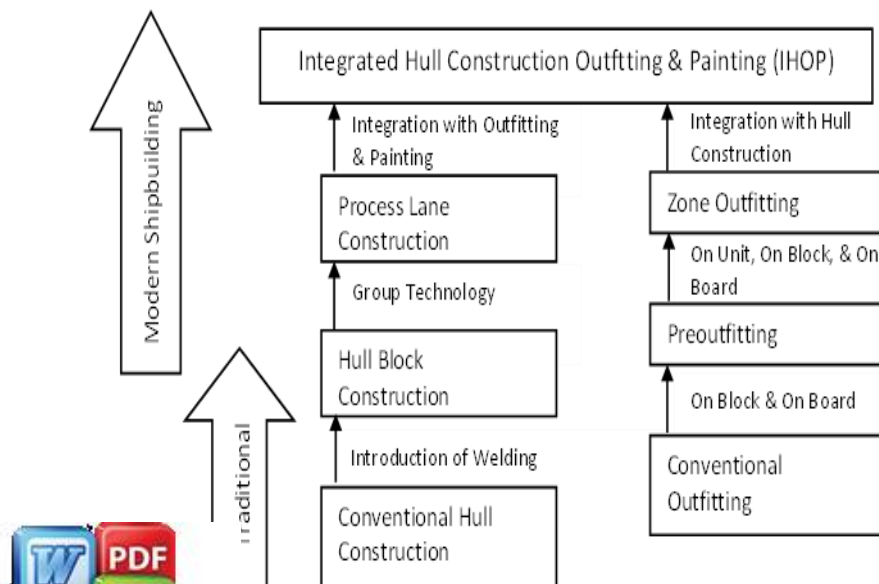 Integrated Hull Construction Outfitting & Painting (IHOP)
Integration with Outfitting
& Painting
Integration with Hull
Construction
Process Lane
Construction
Zone Outfitting
On Unit, On Block, & On
Board
Group Technology
Preoutfitting
Hull Block
Construction
On Block & On Board
Introduction of Welding
Conventional
Outfitting
Conventional Hull
Construction
Modern Shipbuilding
Traditional
W
PDF